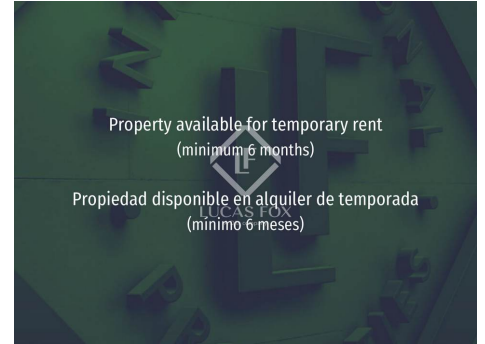 Property available for temporary rent
(minimum 6 months)
LF
Propiedad disponible en alquiler de temporada
LUCAS FOX
(mínimo 6 meses)